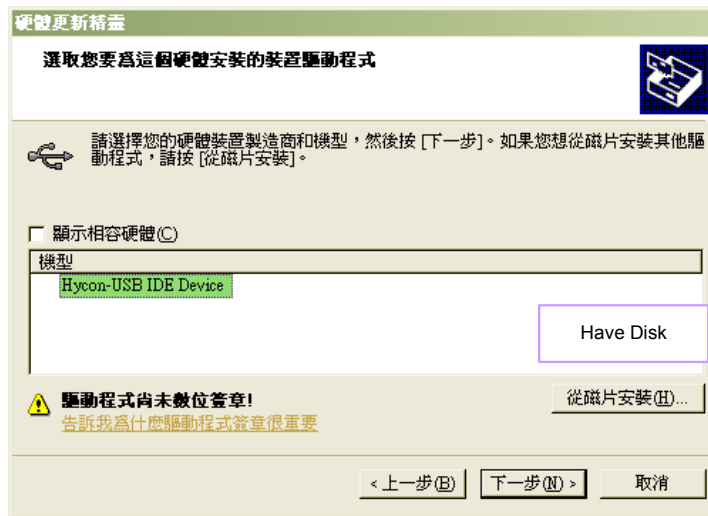 硬體更新精靈
選取您要為這個硬體安裝的裝置驅動程式
請選擇您的硬體裝置製造商和機型，然後按 [下一步]。如果您想從磁片安裝其他驅
動程式，請按 [從磁片安裝]。
顯示相容硬體(C)
機型
Hycon-USB IDE Device
Have Disk
驅動程式尚未數位簽章!
從磁片安裝(H)...
告訴我為什麼驅動程式簽章很重要
<上一步(B)
下一步(N) >
取消